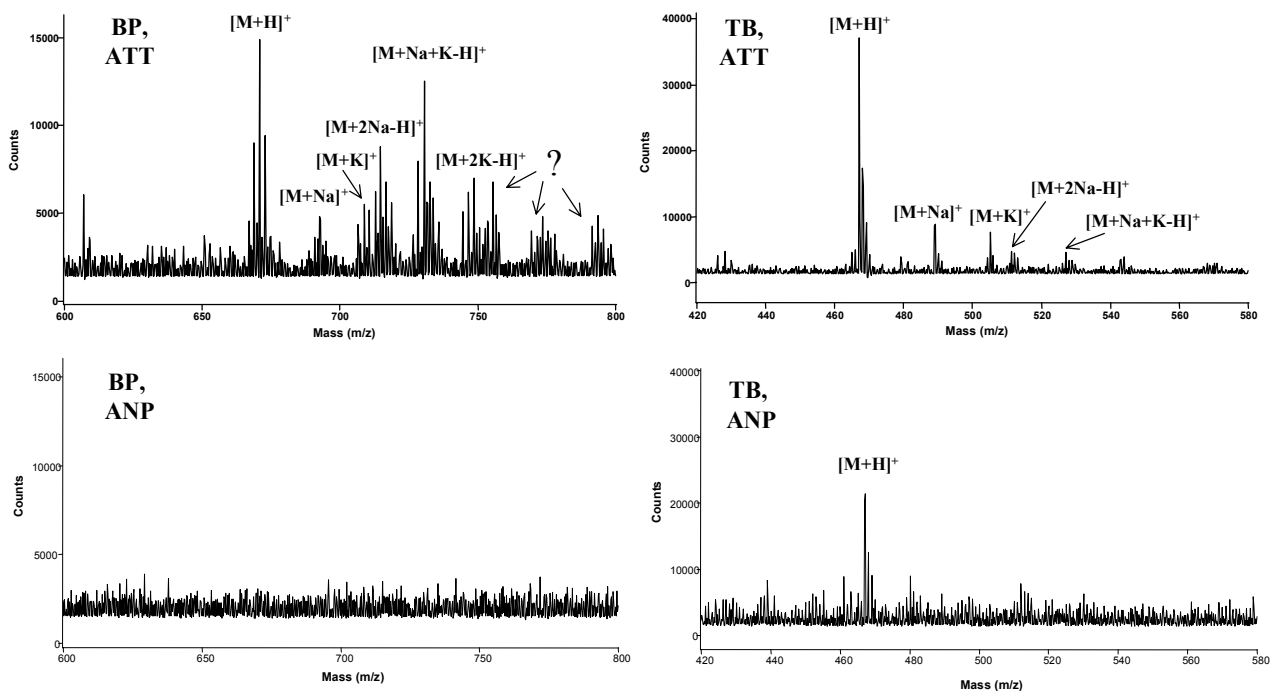 BP,
ATT
[M+H]⁺
[M+Na+K-H]⁺
[M+2Na-H]⁺
[M+K]⁺
[M+2K-H]⁺
?
[M+Na]⁺
15000
10000
5000
0
Counts
600
650
700
750
800
Mass (m/z)
TB,
ATT
[M+H]⁺
[M+2Na-H]⁺
[M+Na]⁺
[M+K]⁺
[M+Na+K-H]⁺
40000
30000
20000
10000
0
Counts
420
440
460
480
500
520
540
560
580
Mass (m/z)
BP,
ANP
15000
10000
5000
0
Counts
600
650
700
750
800
Mass (m/z)
TB,
ANP
[M+H]⁺
40000
30000
20000
10000
0
Counts
420
440
460
480
500
520
540
560
580
Mass (m/z)